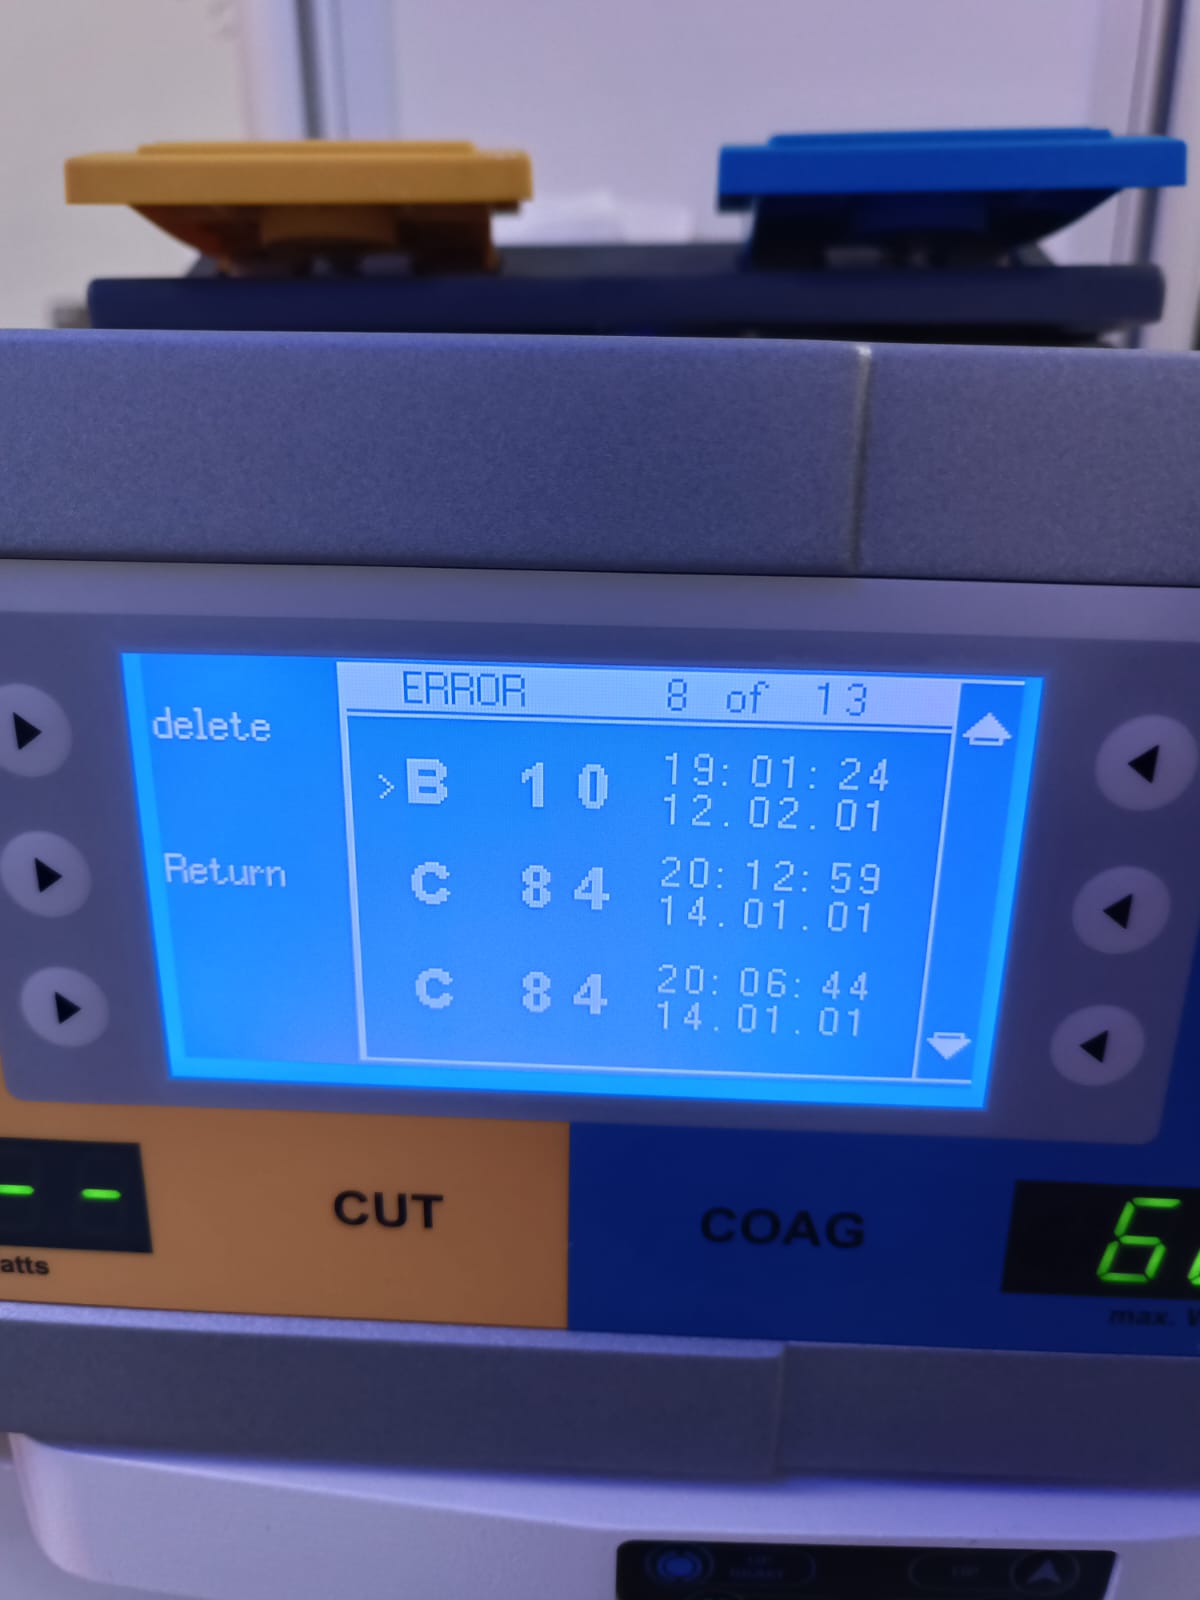 ERROR 8 of 13
delete
>B 10 19:01:24
12.02.01
C 84 20:12:59
14.01.01
Return
C 84 20:06:44
14.01.01
CUT
COAG
atts
max.